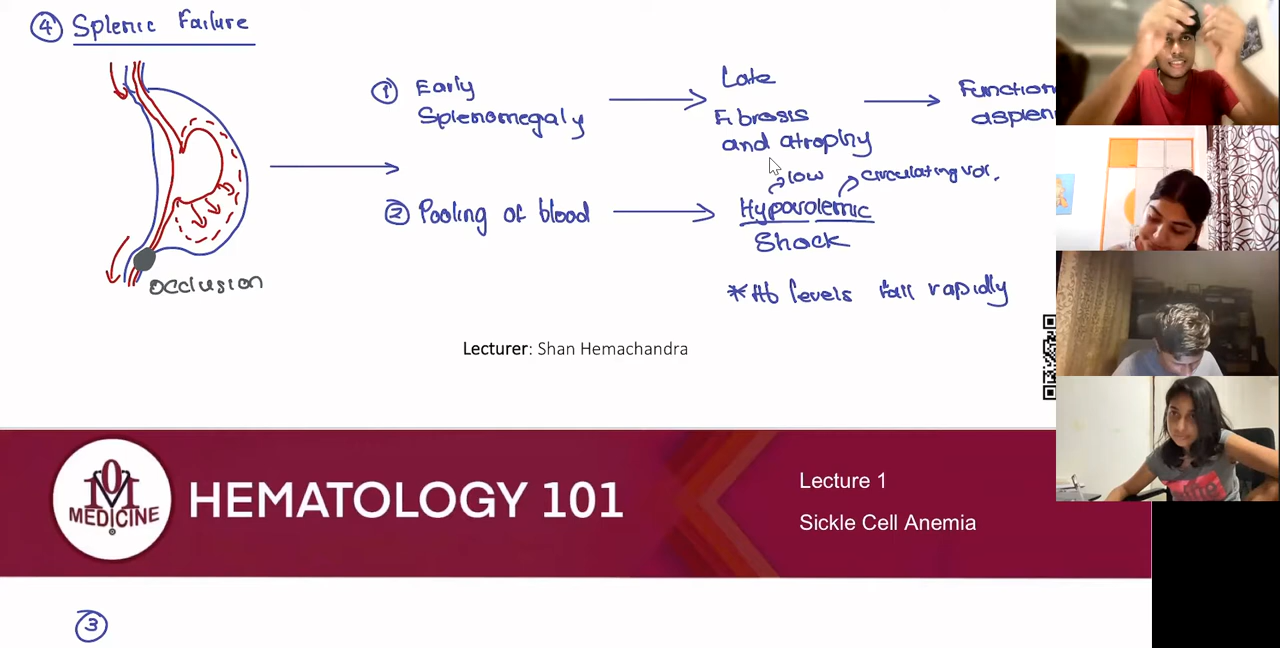 ④ Splenic Failure
① Early
Splenomegaly
Late
Fibrosis
and atrophy
Function
asplen
low
circulating vol.
② Pooling of blood
Hypovolemic
Shock
occlusion
*Hb levels fall rapidly
Lecturer: Shan Hemachandra
101
MEDICINE
HEMATOLOGY 101
Lecture 1
Sickle Cell Anemia
③